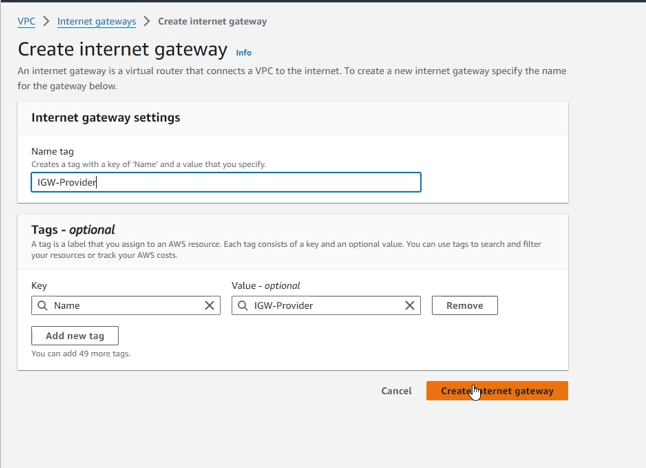 VPC > Internet gateways > Create internet gateway
Create internet gateway Info
An internet gateway is a virtual router that connects a VPC to the internet. To create a new internet gateway specify the name
for the gateway below.
Internet gateway settings
Name tag
Creates a tag with a key of 'Name' and a value that you specify.
IGW-Provider
Tags - optional
A tag is a label that you assign to an AWS resource. Each tag consists of a key and an optional value. You can use tags to search and filter
your resources or track your AWS costs.
Key Value - optional
Name IGW-Provider Remove
Add new tag
You can add 49 more tags.
Cancel Create internet gateway